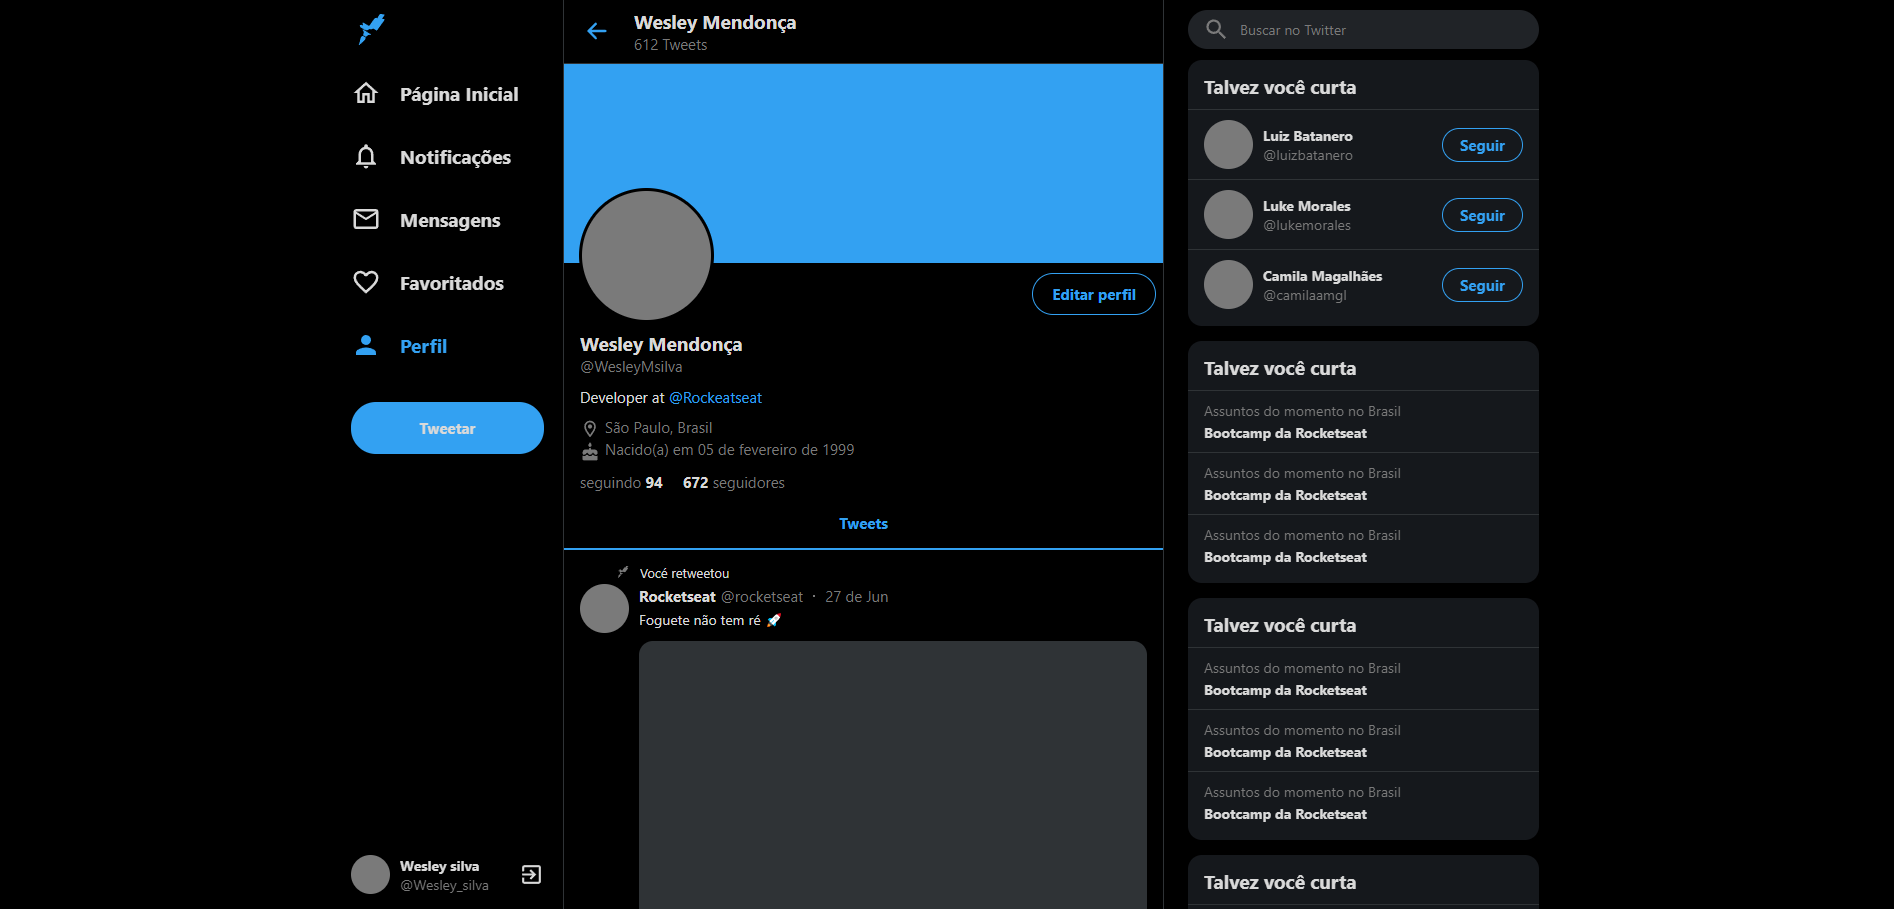 Página Inicial
Notificações
Mensagens
Favoritados
Perfil
Tweetar
Wesley silva
@Wesley_silva
Wesley Mendonça
612 Tweets
Editar perfil
Wesley Mendonça
@WesleyMsilva
Developer at @Rockeatseat
São Paulo, Brasil
Nacido(a) em 05 de fevereiro de 1999
seguindo 94 672 seguidores
Tweets
Vocé retweetou
Rocketseat @rocketseat · 27 de Jun
Foguete não tem ré 🚀
Buscar no Twitter
Talvez você curta
Luiz Batanero
@luizbatanero
Seguir
Luke Morales
@lukemorales
Seguir
Camila Magalhães
@camilaamgl
Seguir
Talvez você curta
Assuntos do momento no Brasil
Bootcamp da Rocketseat
Assuntos do momento no Brasil
Bootcamp da Rocketseat
Assuntos do momento no Brasil
Bootcamp da Rocketseat
Talvez você curta
Assuntos do momento no Brasil
Bootcamp da Rocketseat
Assuntos do momento no Brasil
Bootcamp da Rocketseat
Assuntos do momento no Brasil
Bootcamp da Rocketseat
Talvez você curta